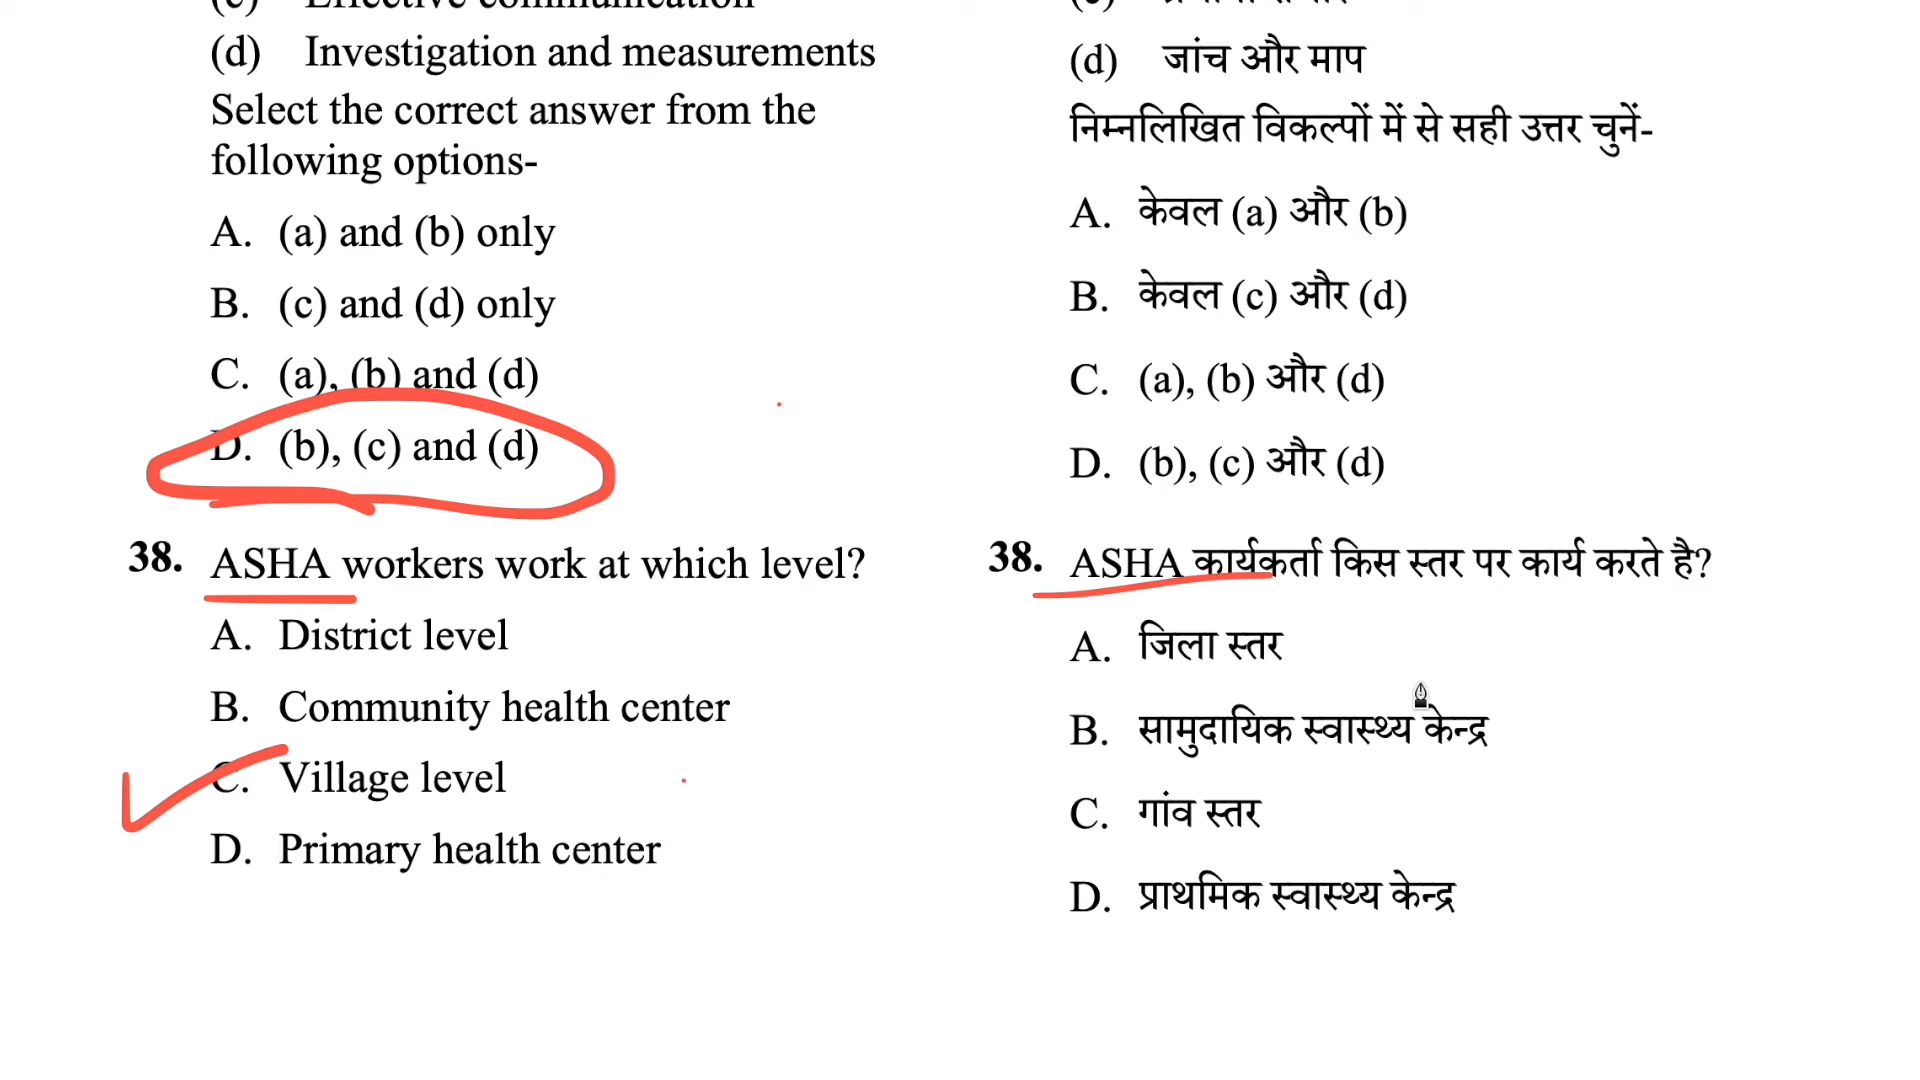 (d) Investigation and measurements
Select the correct answer from the
following options-
A. (a) and (b) only
B. (c) and (d) only
C. (a), (b) and (d)
D. (b), (c) and (d)
38. ASHA workers work at which level?
A. District level
B. Community health center
C. Village level
D. Primary health center
(d) जांच और माप
निम्नलिखित विकल्पों में से सही उत्तर चुनें-
A. केवल (a) और (b)
B. केवल (c) और (d)
C. (a), (b) और (d)
D. (b), (c) और (d)
38. ASHA कार्यकर्ता किस स्तर पर कार्य करते है?
A. जिला स्तर
B. सामुदायिक स्वास्थ्य केन्द्र
C. गांव स्तर
D. प्राथमिक स्वास्थ्य केन्द्र